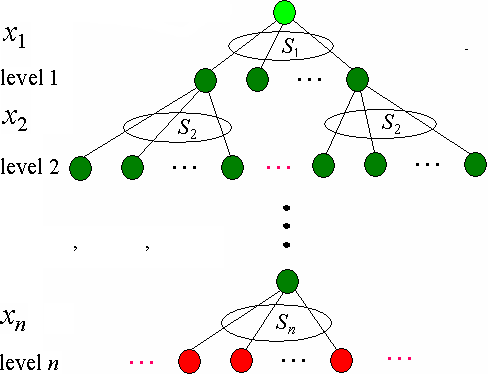 x₁
S₁
level 1 ...
x₂
S₂ S₂
level 2 ... ... ...
, ,
xₙ
Sₙ
level n ... ... ...